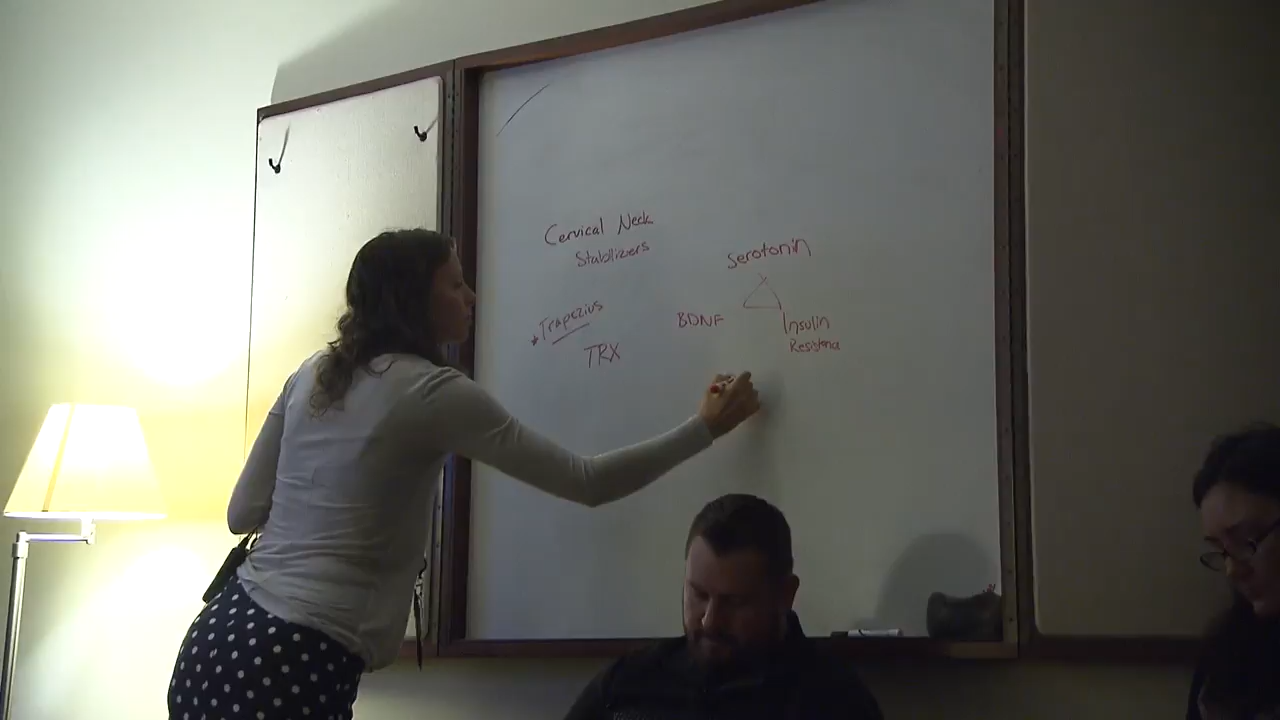 Cervical Neck
Stabilizers
Trapezius
TRX
Serotonin
BDNF
Insulin
Resistance